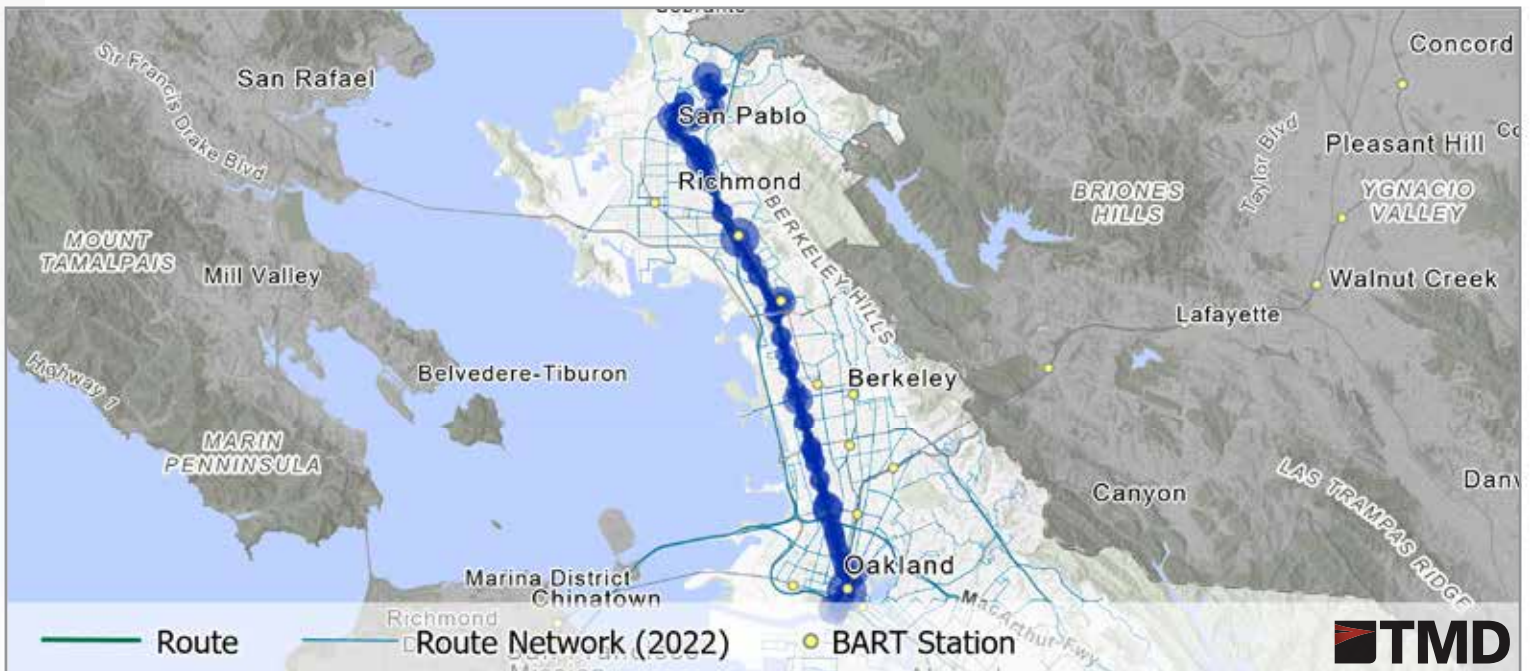 Concord
San Rafael
Sir Francis Drake Blvd
San Pablo
Taylor Blvd
Pleasant Hill
Richmond
BRIONES
HILLS
YGNACIO
VALLEY
BERKELEY HILLS
MOUNT
TAMALPAIS
Mill Valley
Walnut Creek
Lafayette
Highway 1
Belvedere-Tiburon
Berkeley
MARIN
PENNINSULA
Canyon
LAS TRAMPAS RIDGE
Oakland
Marina District
Chinatown
MacArthur Fwy
Richmond
Route
Route Network (2022)
BART Station
TMD